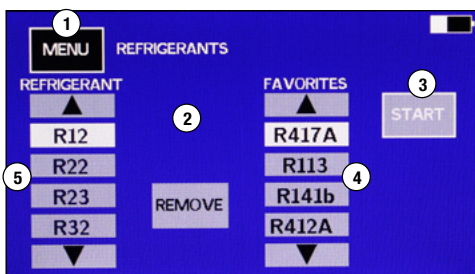 1
MENU REFRIGERANTS
REFRIGERANT
FAVORITES
3
START
2
R12
R22
R23
R32
5
REMOVE
R417A
R113
R141b
R412A
4